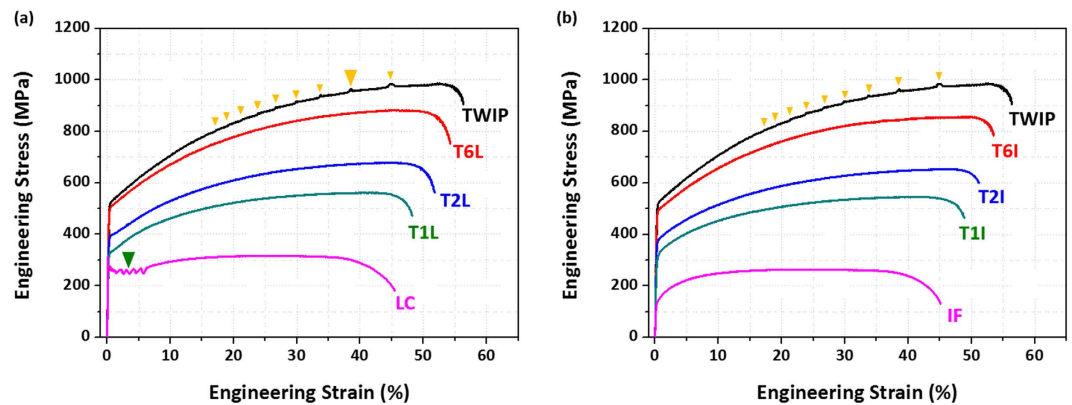 (a)
Engineering Stress (MPa)
1200
1000
800
600
400
200
0
TWIP
T6L
T2L
T1L
LC
0 10 20 30 40 50 60
Engineering Strain (%)
(b)
Engineering Stress (MPa)
1200
1000
800
600
400
200
0
TWIP
T6I
T2I
T1I
IF
0 10 20 30 40 50 60
Engineering Strain (%)